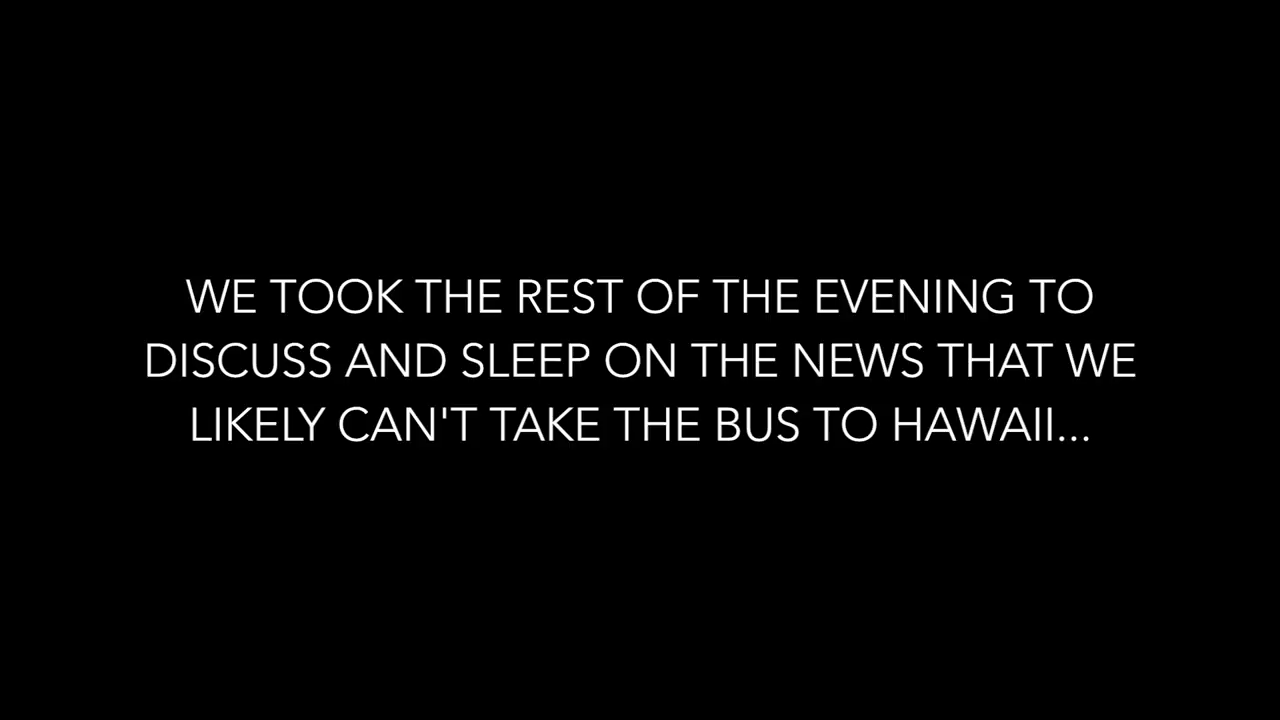 WE TOOK THE REST OF THE EVENING TO
DISCUSS AND SLEEP ON THE NEWS THAT WE
LIKELY CAN'T TAKE THE BUS TO HAWAII...